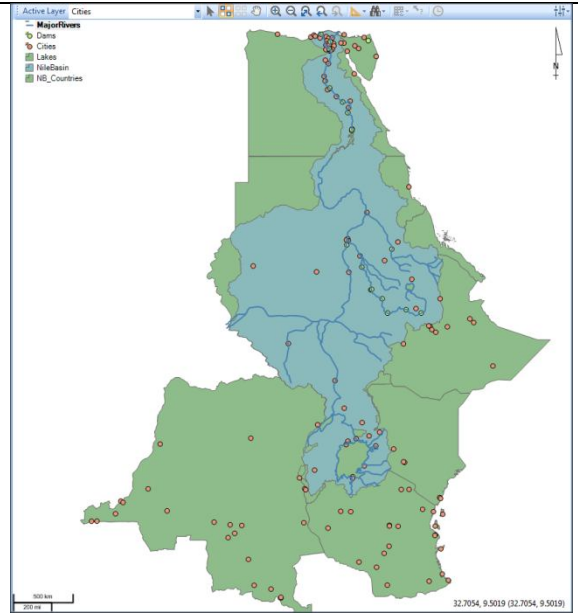 Active Layer Cities
MajorRivers
Dams
Cities
Lakes
NileBasin
NB_Countries
N
500 km
200 mi
32.7054, 9.5019 (32.7054, 9.5019)